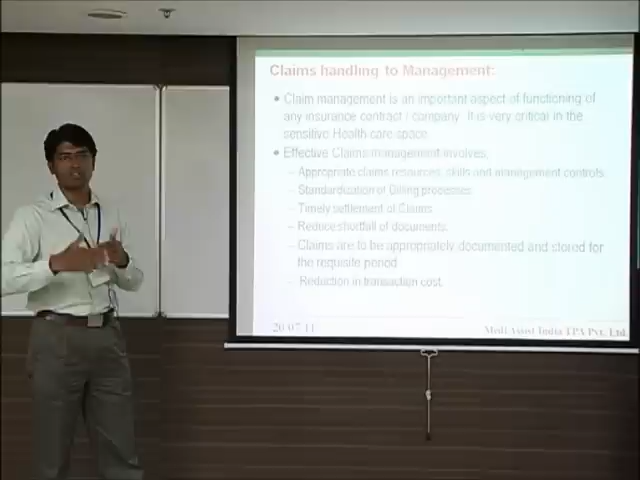 Claims handling to Management:
• Claim management is an important aspect of functioning of
any insurance contract / company. It is very critical in the
sensitive Health care space.
• Effective Claims management involves;
– Appropriate claims resources, skills and management controls.
– Standardization of Billing processes.
– Timely settlement of Claims.
– Reduce shortfall of documents.
– Claims are to be appropriately documented and stored for
the requisite period.
– Reduction in transaction cost.
20 07 11
Medi Assist India TPA Pvt. Ltd.